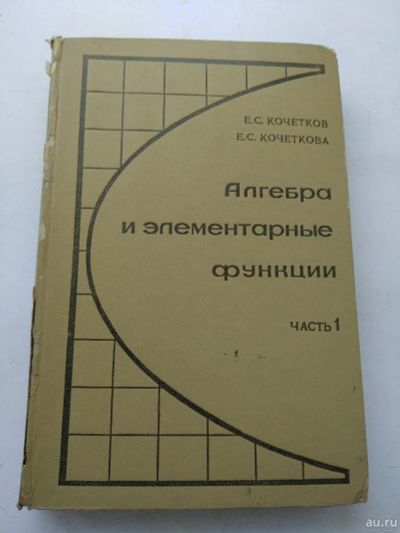 Е.С. КОЧЕТКОВ
Е.С. КОЧЕТКОВА
Алгебра
и элементарные
функции
ЧАСТЬ 1
au.ru